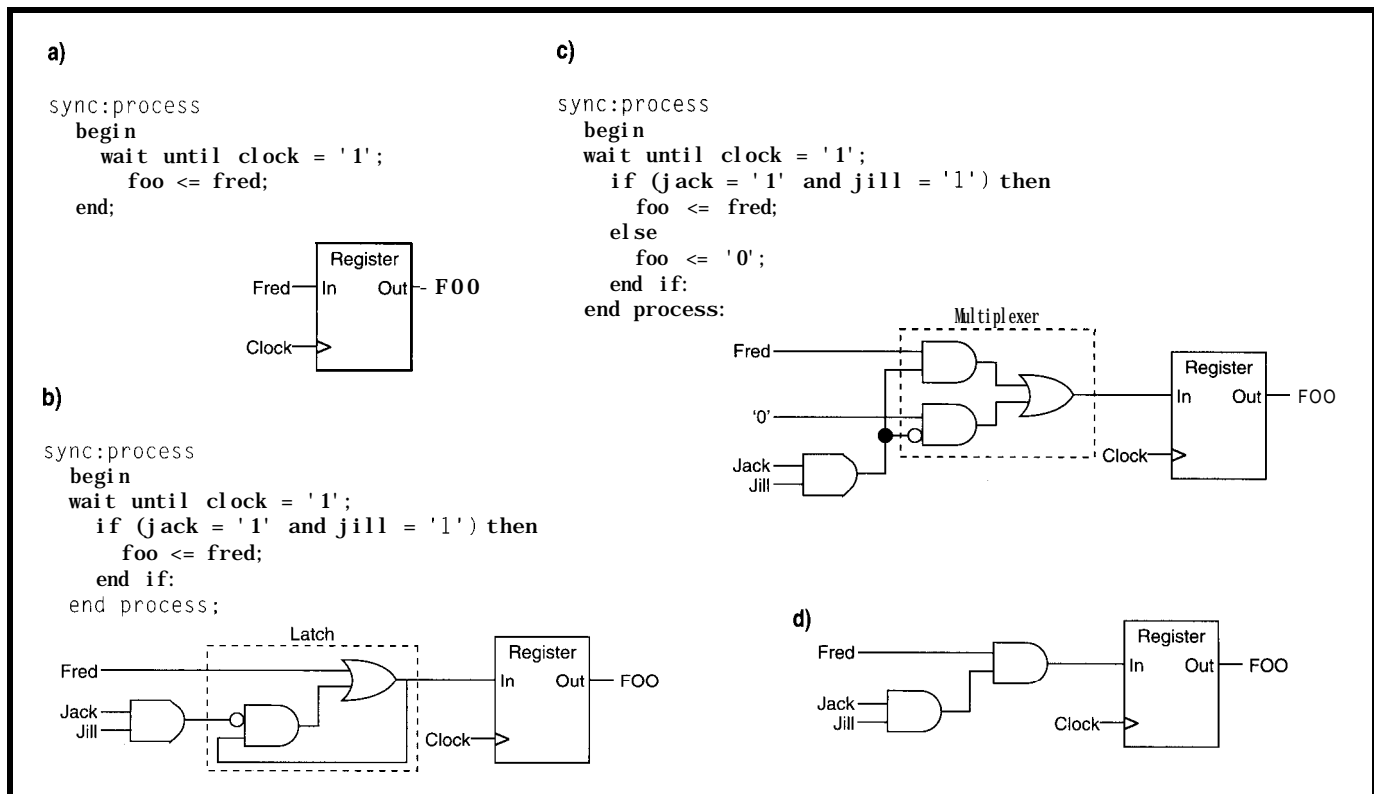 a)
sync:process
begin
wait until clock = '1';
foo <= fred;
end;
Register
Fred In Out FOO
Clock
b)
sync:process
begin
wait until clock = '1';
if (jack = '1' and jill = '1') then
foo <= fred;
end if:
end process;
Latch
Fred
Jack
Jill
Register
In Out FOO
Clock
c)
sync:process
begin
wait until clock = '1';
if (jack = '1' and jill = '1') then
foo <= fred;
else
foo <= '0';
end if:
end process:
Multiplexer
Fred
'0'
Jack
Jill
Register
In Out FOO
Clock
d)
Fred
Jack
Jill
Register
In Out FOO
Clock